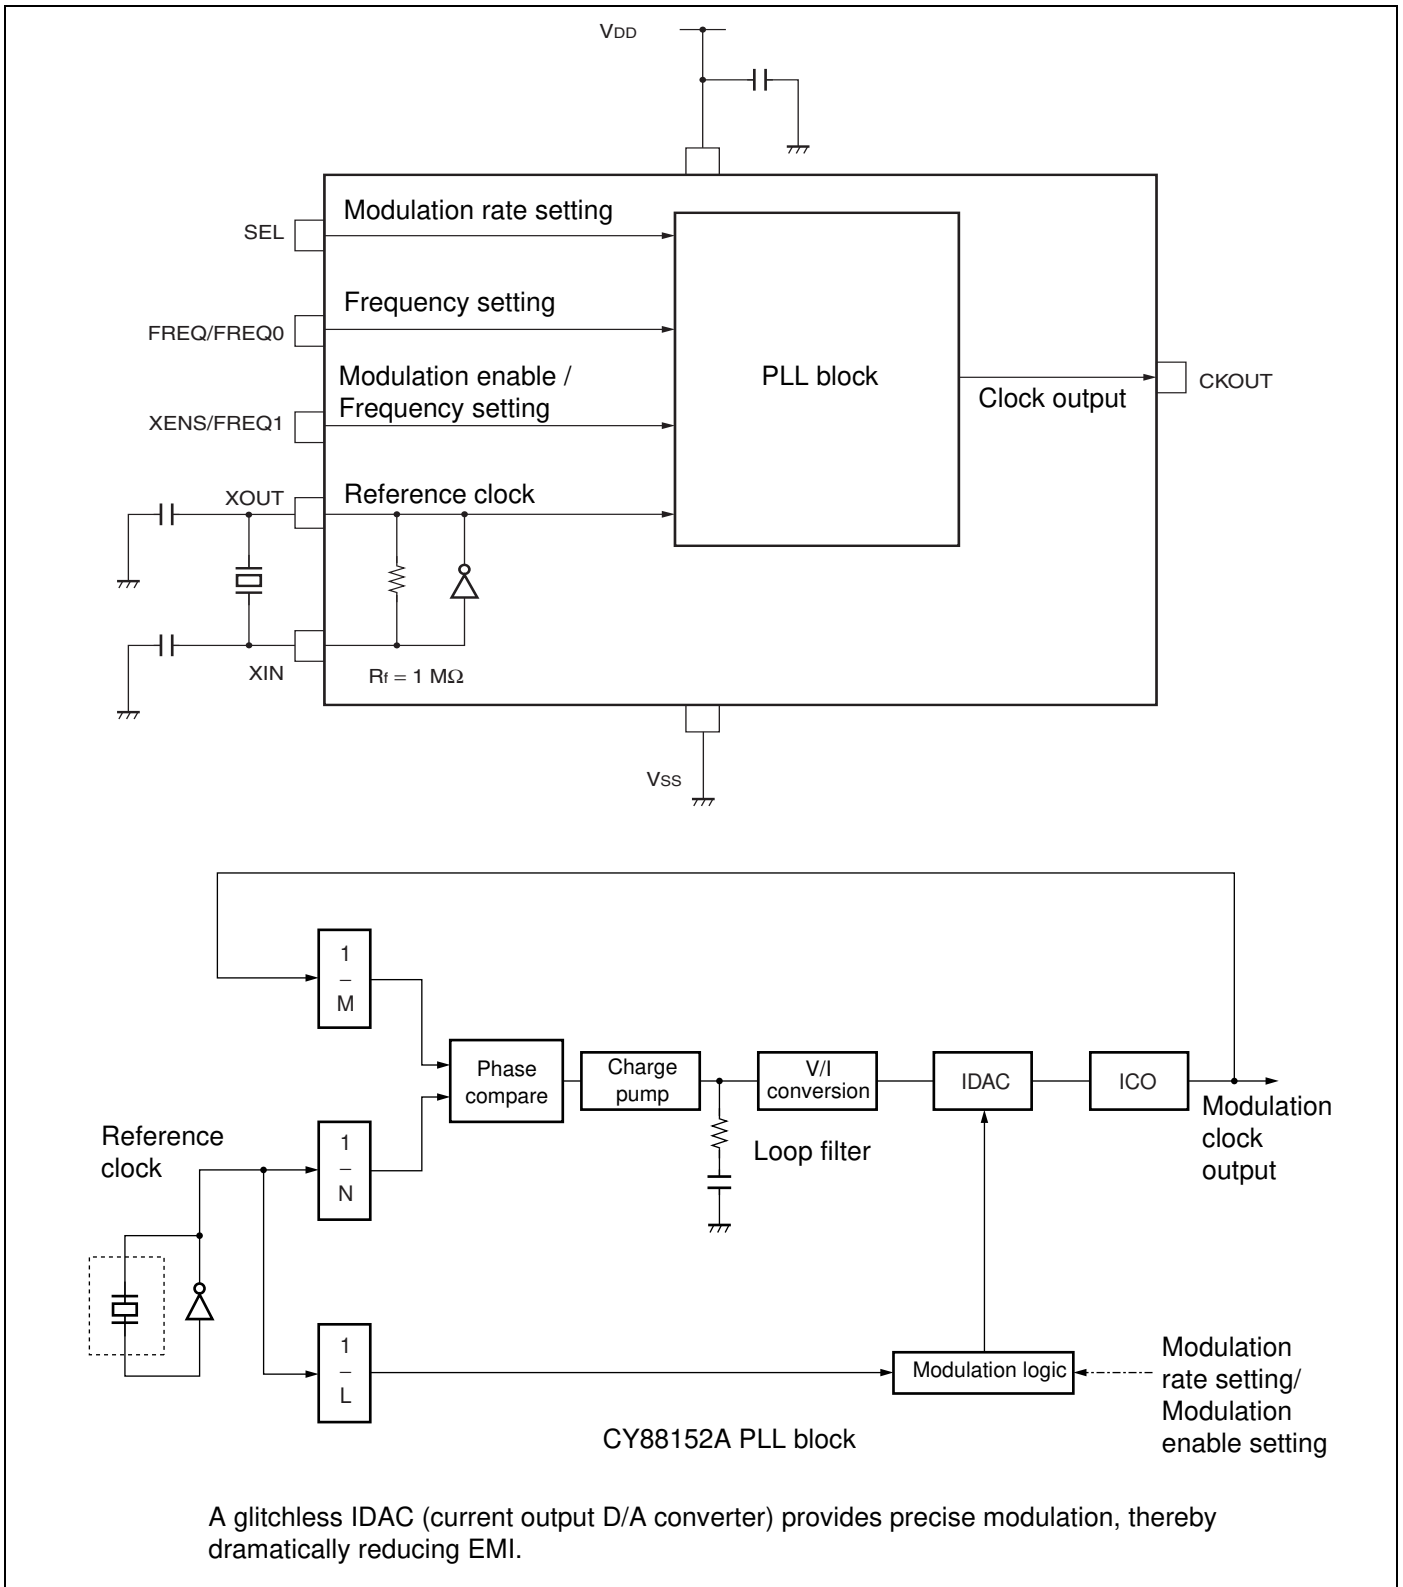 VDD
SEL
Modulation rate setting
FREQ/FREQ0
Frequency setting
XENS/FREQ1
Modulation enable /
Frequency setting
PLL block
Clock output
CKOUT
XOUT
Reference clock
XIN
Rf = 1 MΩ
VSS
1
–
M
Phase
compare
Charge
pump
V/I
conversion
IDAC
ICO
Modulation
clock
output
Reference
clock
1
–
N
Loop filter
1
–
L
Modulation logic
Modulation
rate setting/
Modulation
enable setting
CY88152A PLL block
A glitchless IDAC (current output D/A converter) provides precise modulation, thereby
dramatically reducing EMI.